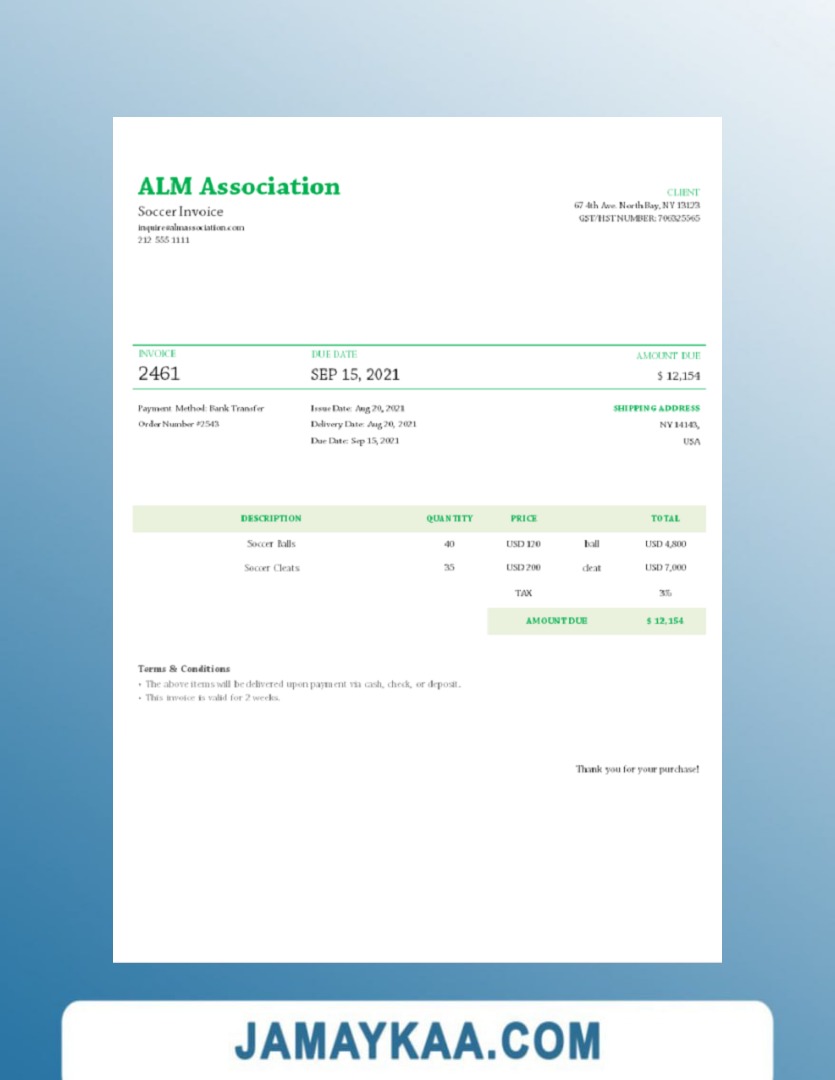 ALM Association
Soccer Invoice
inquire@almassociation.com
212 555 1111
CLIENT
67 4th Ave. North Bay, NY 13123
GST/HST NUMBER: 706325565
INVOICE DUE DATE AMOUNT DUE
2461 SEP 15, 2021 $ 12,154
Payment Method: Bank Transfer Issue Date: Aug 20, 2021 SHIPPING ADDRESS
Order Number #2543 Delivery Date: Aug 20, 2021 NY 14143,
Due Date: Sep 15, 2021 USA
DESCRIPTION QUANTITY PRICE TOTAL
Soccer Balls 40 USD 120 ball USD 4,800
Soccer Cleats 35 USD 200 cleat USD 7,000
TAX 3%
AMOUNT DUE $ 12,154
Terms & Conditions
• The above items will be delivered upon payment via cash, check, or deposit.
• This invoice is valid for 2 weeks.
Thank you for your purchase!
JAMAYKAA.COM